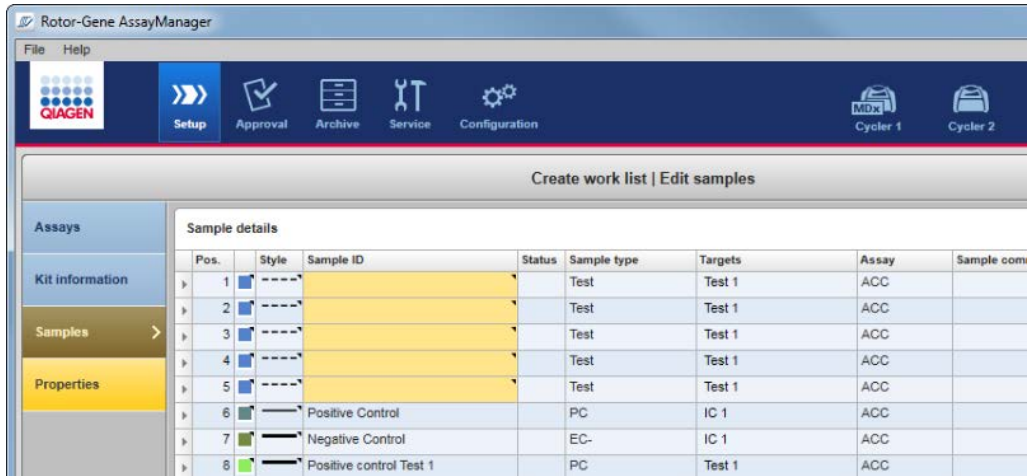 Rotor-Gene AssayManager
File Help
QIAGEN
Setup Approval Archive Service Configuration MDx Cycler 1 Cycler 2
Create work list | Edit samples
Assays
Kit information
Samples
Properties
Sample details
Pos. Style Sample ID Status Sample type Targets Assay Sample com
1 Test Test 1 ACC
2 Test Test 1 ACC
3 Test Test 1 ACC
4 Test Test 1 ACC
5 Test Test 1 ACC
6 Positive Control PC IC 1 ACC
7 Negative Control EC- IC 1 ACC
8 Positive control Test 1 PC Test 1 ACC